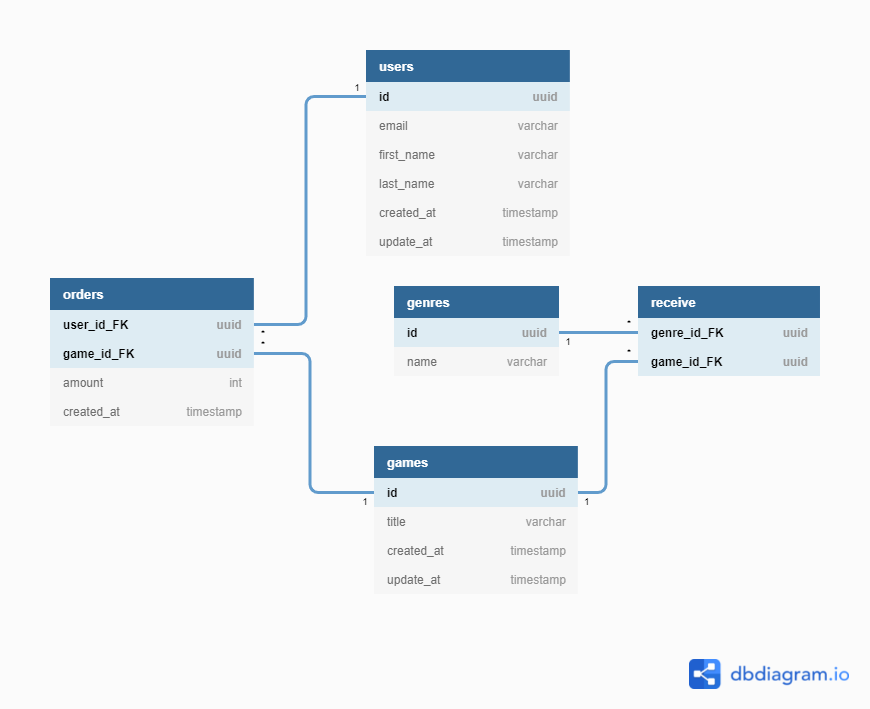 users
1
id uuid
email varchar
first_name varchar
last_name varchar
created_at timestamp
update_at timestamp
orders
user_id_FK uuid
*
*
game_id_FK uuid
amount int
created_at timestamp
genres
id uuid
1
name varchar
receive
*
genre_id_FK uuid
*
game_id_FK uuid
games
id uuid
1
1
title varchar
created_at timestamp
update_at timestamp
dbdiagram.io